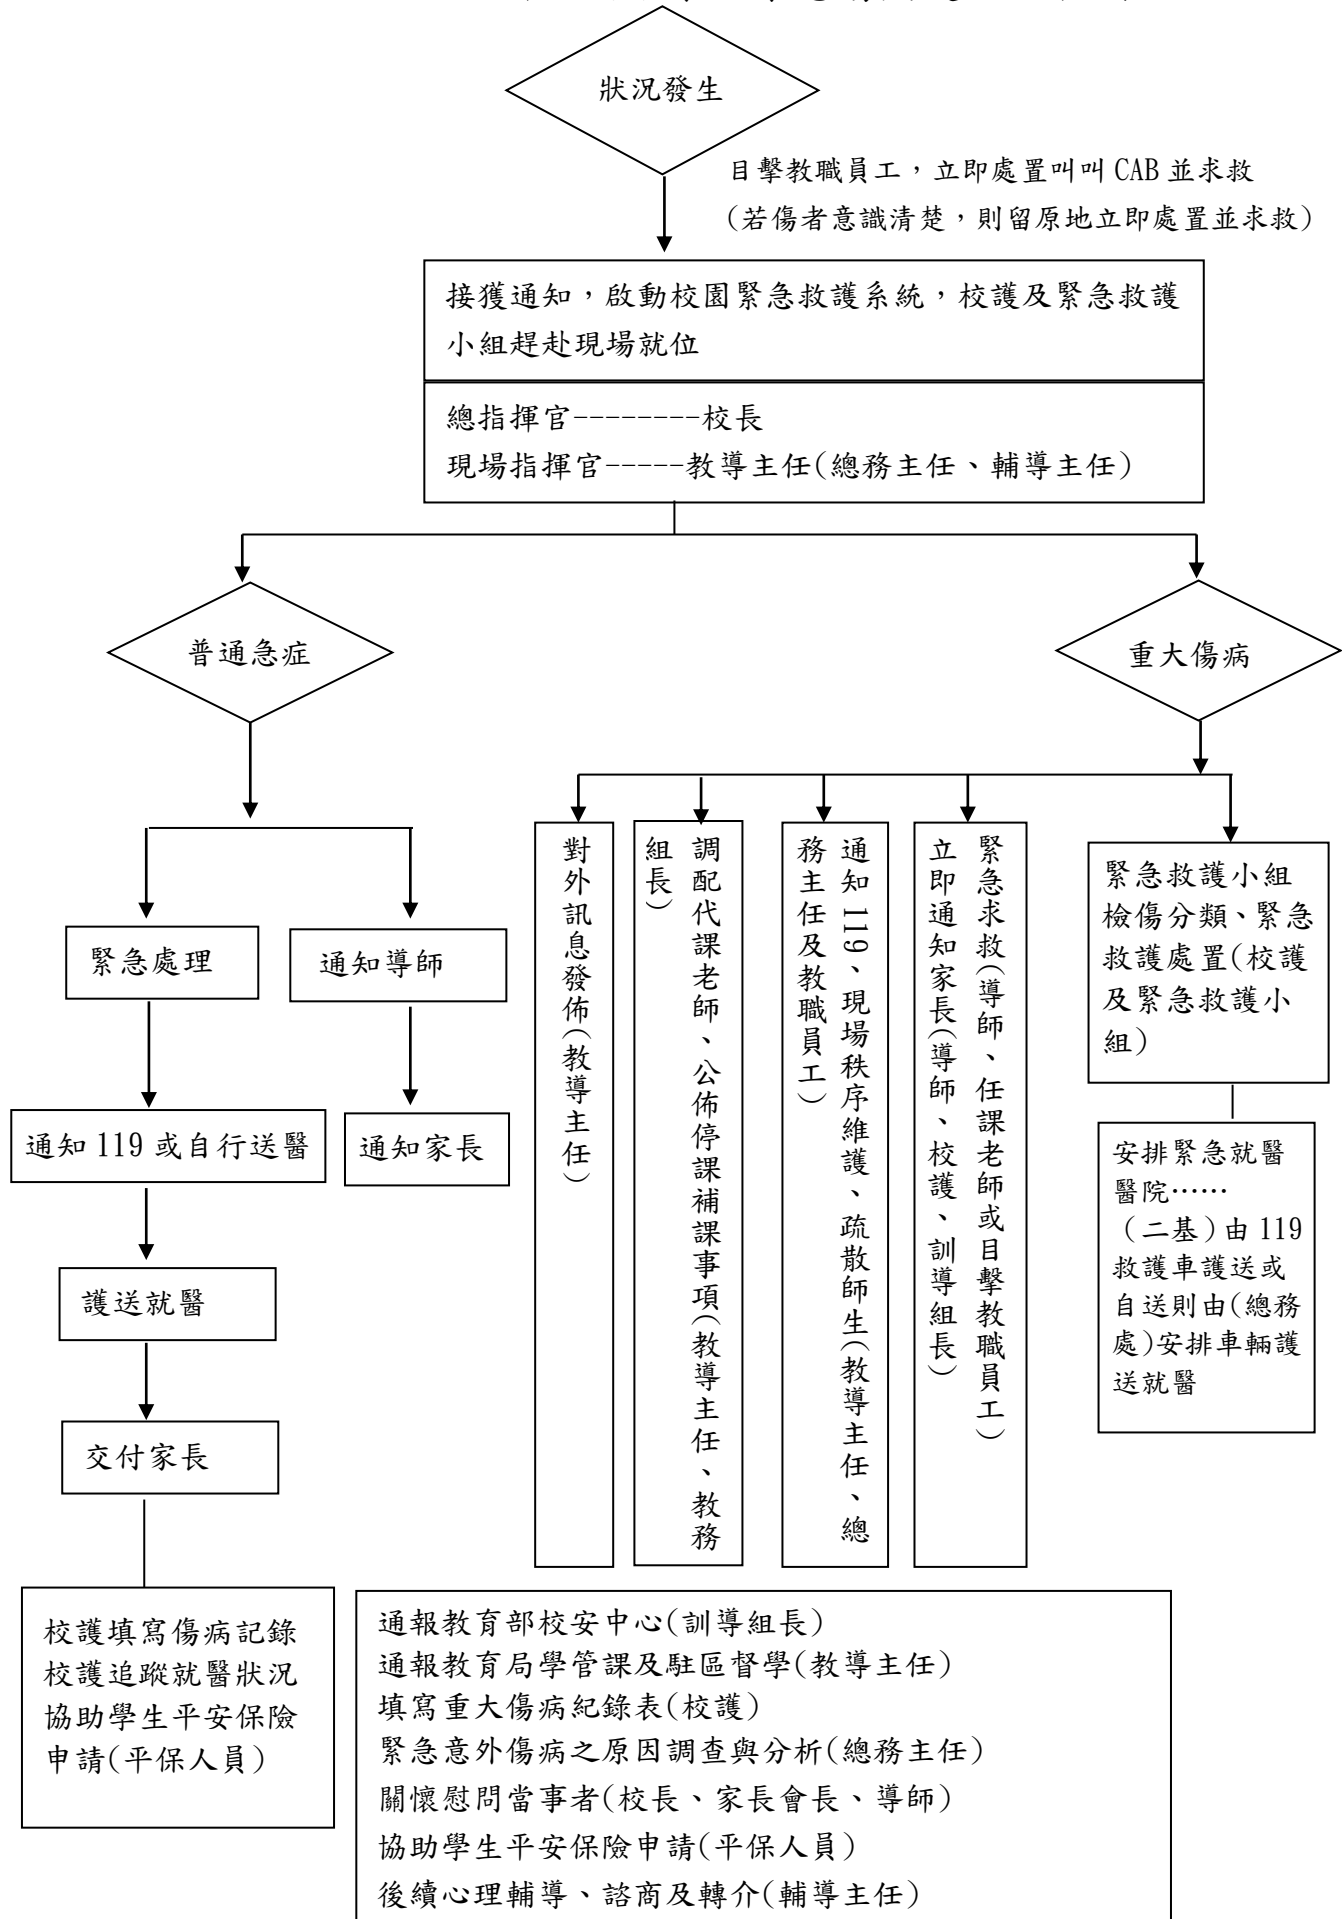 狀況發生
目擊教職員工，立即處置叫叫 CAB 並求救
(若傷者意識清楚，則留原地立即處置並求救)
接獲通知，啟動校園緊急救護系統，校護及緊急救護
小組趕赴現場就位
總指揮官--------校長
現場指揮官-----教導主任(總務主任、輔導主任)
普通急症
重大傷病
緊急處理
通知導師
通知 119 或自行送醫
通知家長
護送就醫
交付家長
校護填寫傷病記錄
校護追蹤就醫狀況
協助學生平安保險
申請(平保人員)
緊急救護小組
檢傷分類、緊急
救護處置(校護
及緊急救護小
組)
安排緊急就醫
醫院……
（二基）由 119
救護車護送或
自送則由(總務
處)安排車輛護
送就醫
緊急求救(導師、任課老師或目擊教職員工)
立即通知家長(導師、校護、訓導組長)
通知 119、現場秩序維護、疏散師生(教導主任、總
務主任及教職員工)
調配代課老師、公佈停課補課事項(教導主任、教務
組長)
對外訊息發佈(教導主任)
通報教育部校安中心(訓導組長)
通報教育局學管課及駐區督學(教導主任)
填寫重大傷病紀錄表(校護)
緊急意外傷病之原因調查與分析(總務主任)
關懷慰問當事者(校長、家長會長、導師)
協助學生平安保險申請(平保人員)
後續心理輔導、諮商及轉介(輔導主任)